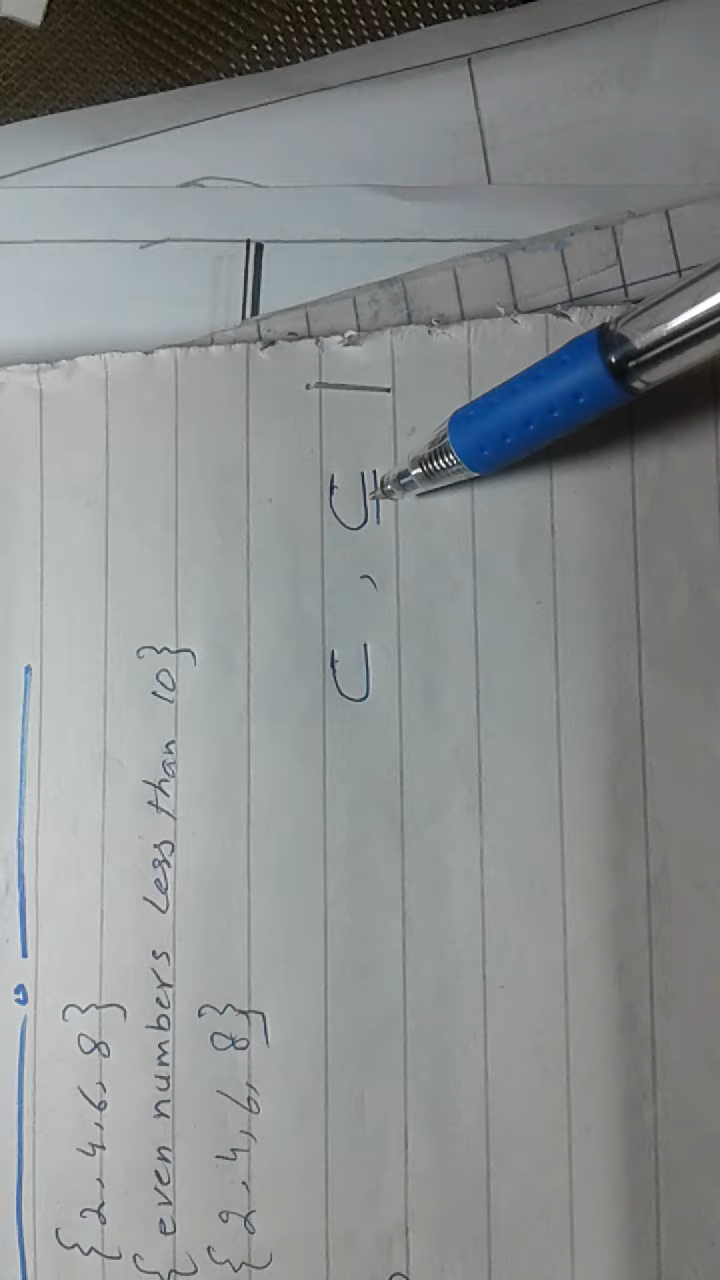 {2,4,6,8}
{even numbers less than 10}
{2,4,6,8}
⊂ , ⊆